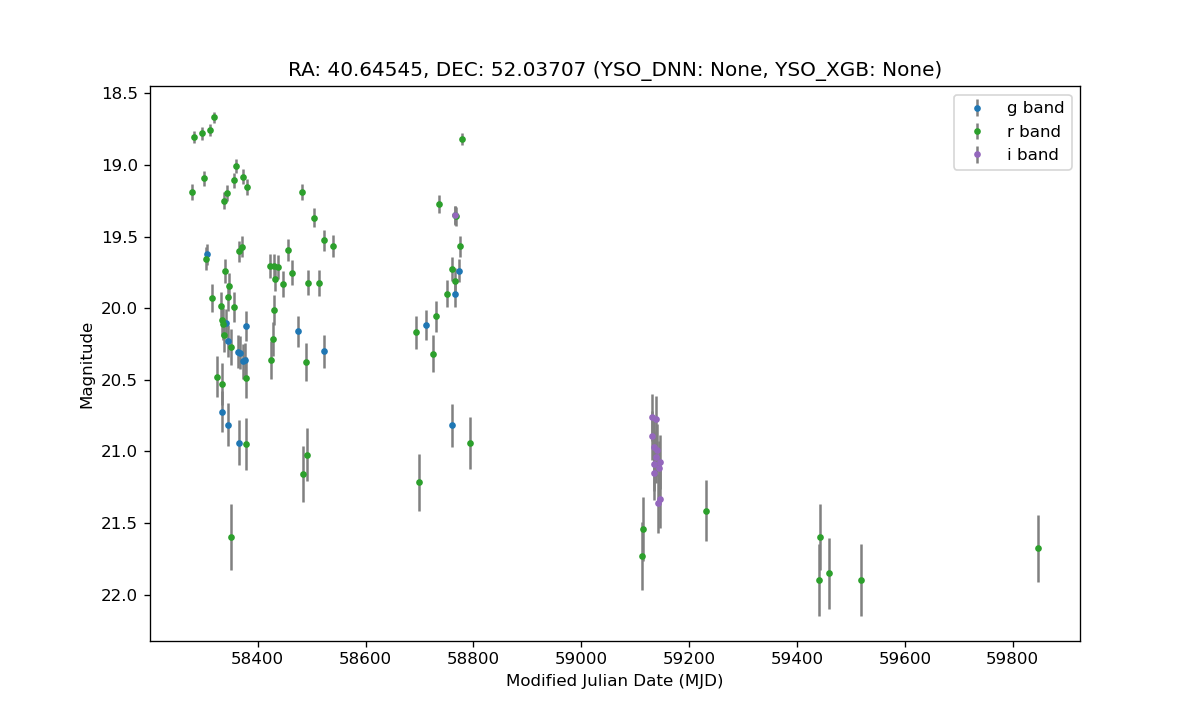 RA: 40.64545, DEC: 52.03707 (YSO_DNN: None, YSO_XGB: None)
g band
r band
i band
18.5
19.0
19.5
20.0
20.5
21.0
21.5
22.0
Magnitude
58400
58600
58800
59000
59200
59400
59600
59800
Modified Julian Date (MJD)